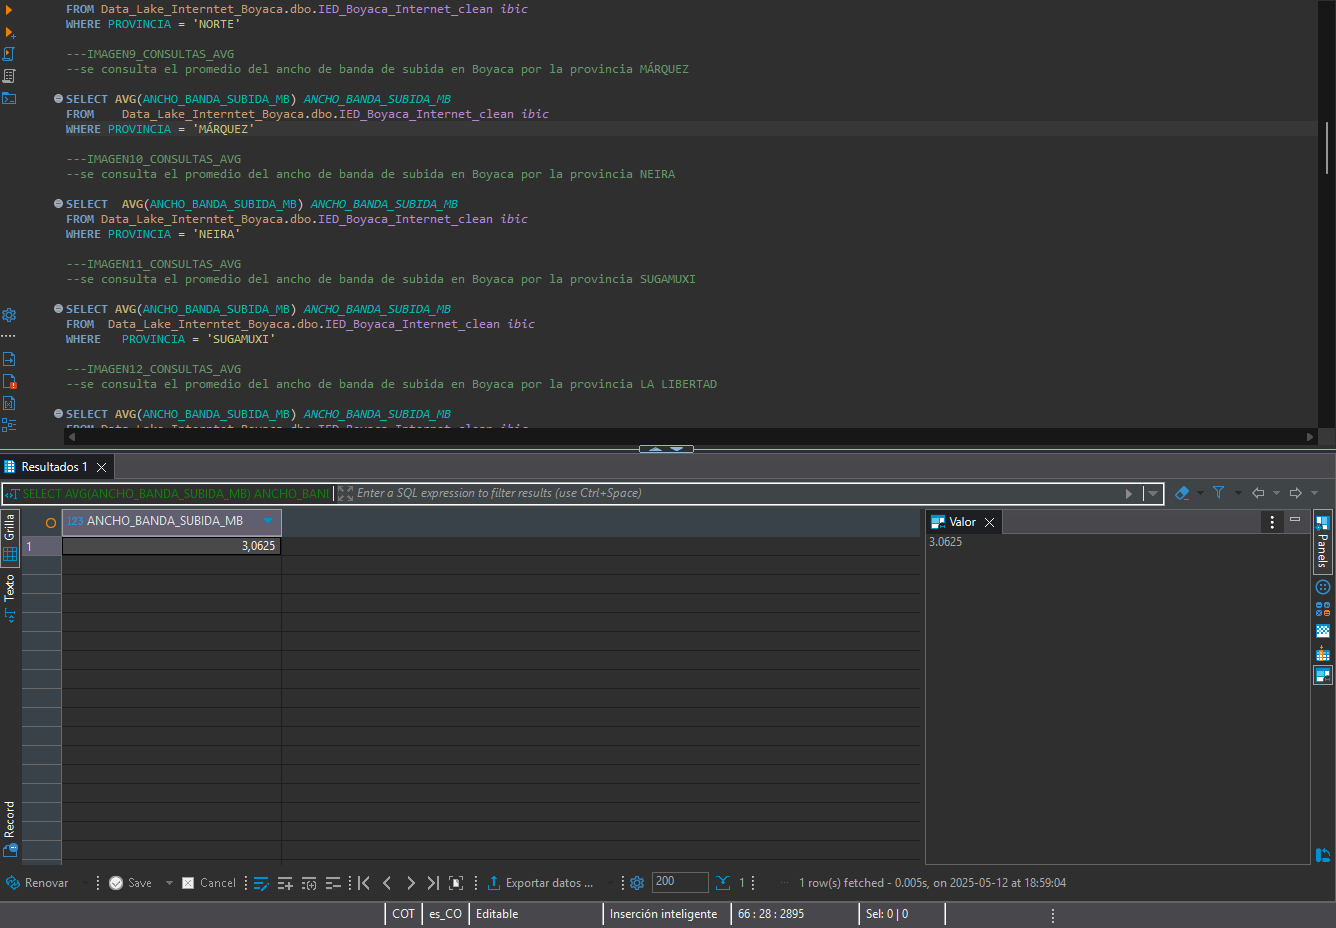 FROM Data_Lake_Interntet_Boyaca.dbo.IED_Boyaca_Internet_clean ibic
WHERE PROVINCIA = 'NORTE'
---IMAGEN9_CONSULTAS_AVG
--se consulta el promedio del ancho de banda de subida en Boyaca por la provincia MÁRQUEZ
SELECT AVG(ANCHO_BANDA_SUBIDA_MB) ANCHO_BANDA_SUBIDA_MB
FROM    Data_Lake_Interntet_Boyaca.dbo.IED_Boyaca_Internet_clean ibic
WHERE PROVINCIA = 'MÁRQUEZ'
---IMAGEN10_CONSULTAS_AVG
--se consulta el promedio del ancho de banda de subida en Boyaca por la provincia NEIRA
SELECT  AVG(ANCHO_BANDA_SUBIDA_MB) ANCHO_BANDA_SUBIDA_MB
FROM Data_Lake_Interntet_Boyaca.dbo.IED_Boyaca_Internet_clean ibic
WHERE PROVINCIA = 'NEIRA'
---IMAGEN11_CONSULTAS_AVG
--se consulta el promedio del ancho de banda de subida en Boyaca por la provincia SUGAMUXI
SELECT AVG(ANCHO_BANDA_SUBIDA_MB) ANCHO_BANDA_SUBIDA_MB
FROM  Data_Lake_Interntet_Boyaca.dbo.IED_Boyaca_Internet_clean ibic
WHERE   PROVINCIA = 'SUGAMUXI'
---IMAGEN12_CONSULTAS_AVG
--se consulta el promedio del ancho de banda de subida en Boyaca por la provincia LA LIBERTAD
SELECT AVG(ANCHO_BANDA_SUBIDA_MB) ANCHO_BANDA_SUBIDA_MB
FROM Data_Lake_Interntet_Boyaca.dbo.IED_Boyaca_Internet_clean ibic
Resultados 1
SELECT AVG(ANCHO_BANDA_SUBIDA_MB) ANCHO_BAN
Enter a SQL expression to filter results (use Ctrl+Space)
Grilla
Texto
Record
123 ANCHO_BANDA_SUBIDA_MB
1
3,0625
Valor
3.0625
Panels
Renovar
Save
Cancel
Exportar datos ...
200
1
1 row(s) fetched - 0.005s, on 2025-05-12 at 18:59:04
COT
es_CO
Editable
Inserción inteligente
66 : 28 : 2895
Sel: 0 | 0